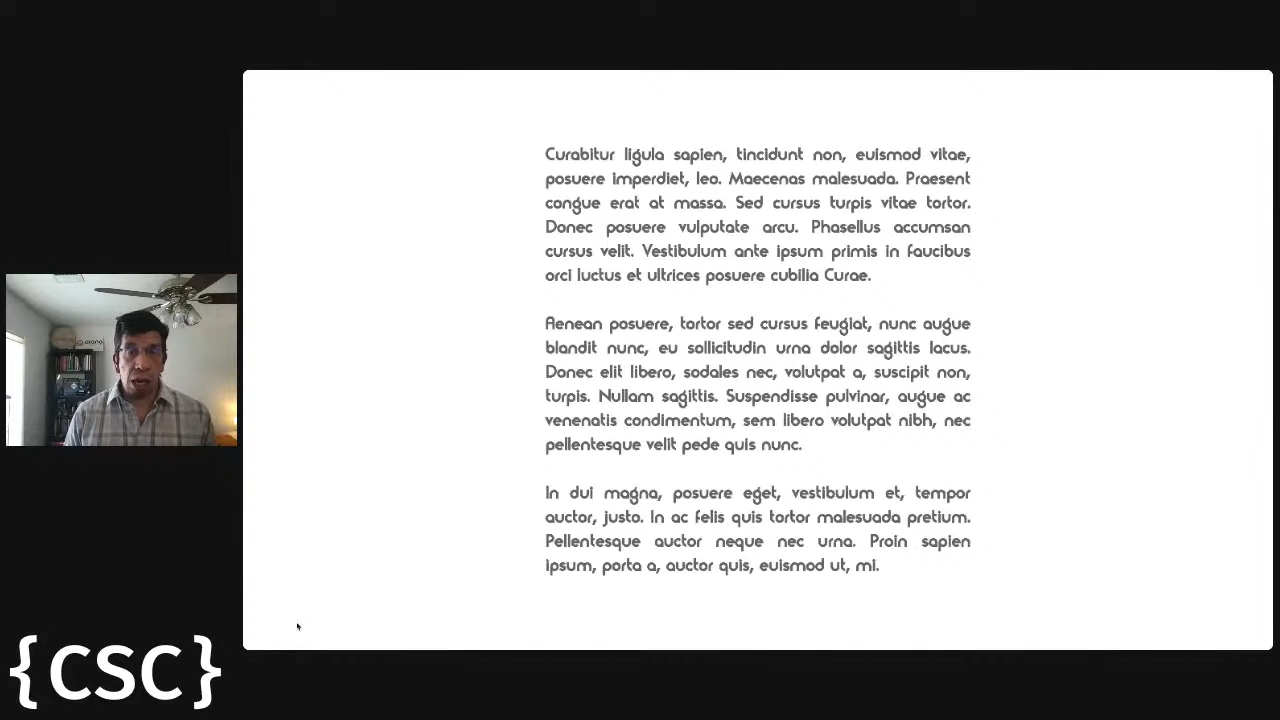 Curabitur ligula sapien, tincidunt non, euismod vitae,
posuere imperdiet, leo. Maecenas malesuada. Praesent
congue erat at massa. Sed cursus turpis vitae tortor.
Donec posuere vulputate arcu. Phasellus accumsan
cursus velit. Vestibulum ante ipsum primis in faucibus
orci luctus et ultrices posuere cubilia Curae.
Aenean posuere, tortor sed cursus feugiat, nunc augue
blandit nunc, eu sollicitudin urna dolor sagittis lacus.
Donec elit libero, sodales nec, volutpat a, suscipit non,
turpis. Nullam sagittis. Suspendisse pulvinar, augue ac
venenatis condimentum, sem libero volutpat nibh, nec
pellentesque velit pede quis nunc.
In dui magna, posuere eget, vestibulum et, tempor
auctor, justo. In ac felis quis tortor malesuada pretium.
Pellentesque auctor neque nec urna. Proin sapien
ipsum, porta a, auctor quis, euismod ut, mi.
{CSC}